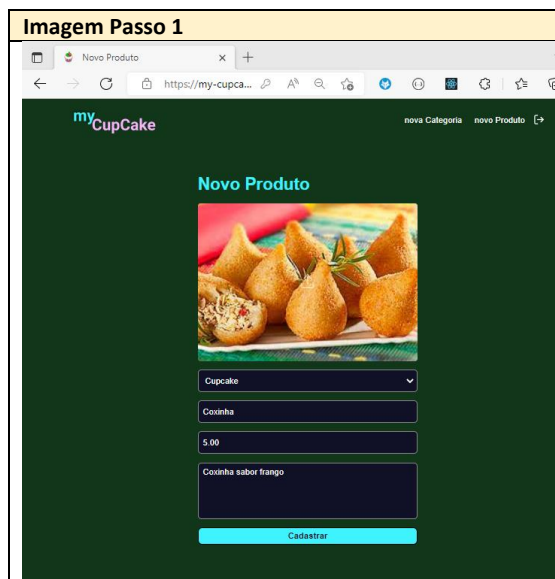 Imagem Passo 1
Novo Produto
https://my-cupca...
my
CupCake
nova Categoria novo Produto
Novo Produto
Cupcake
Coxinha
5.00
Coxinha sabor frango
Cadastrar